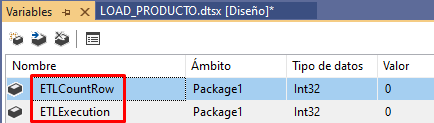 Variables LOAD_PRODUCTO.dtsx [Diseño]*
Nombre Ámbito Tipo de datos Valor
ETLCountRow Package1 Int32 0
ETLExecution Package1 Int32 0